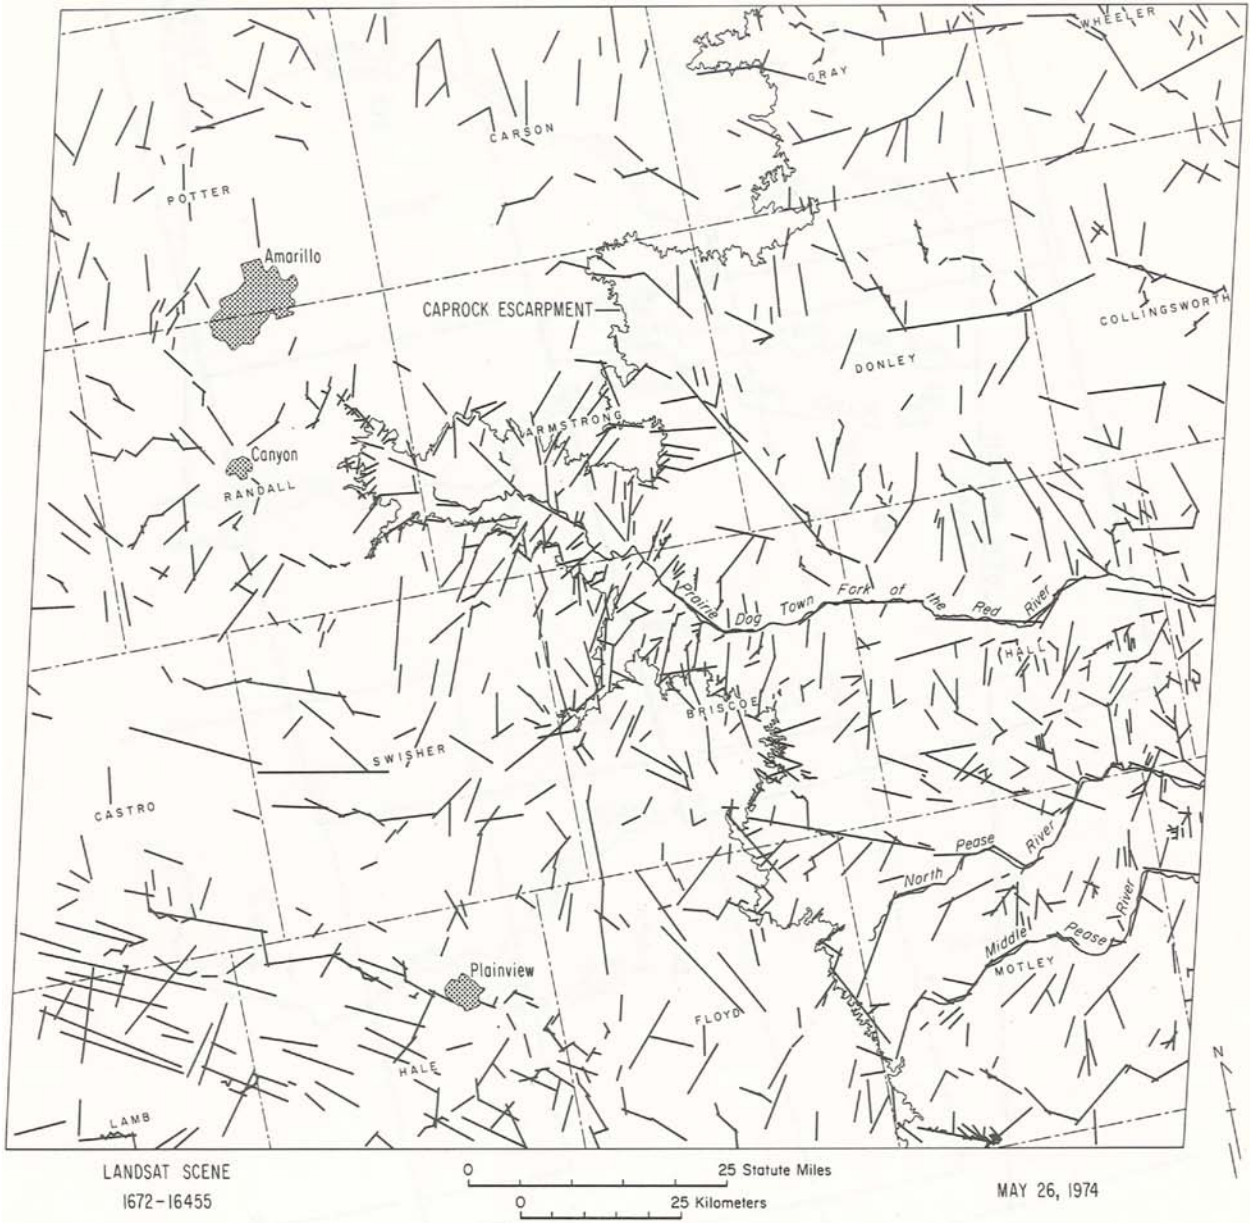 WHEELER
GRAY
CARSON
POTTER
Amarillo
CAPROCK ESCARPMENT
COLLINGSWORTH
DONLEY
ARMSTRONG
Canyon
RANDALL
Prairie Dog Town Fork of the Red River
HALL
BRISCOE
SWISHER
CASTRO
North Pease River
Middle Pease River
MOTLEY
Plainview
FLOYD
HALE
LAMB
N
LANDSAT SCENE
1672-16455
0 25 Statute Miles
0 25 Kilometers
MAY 26, 1974